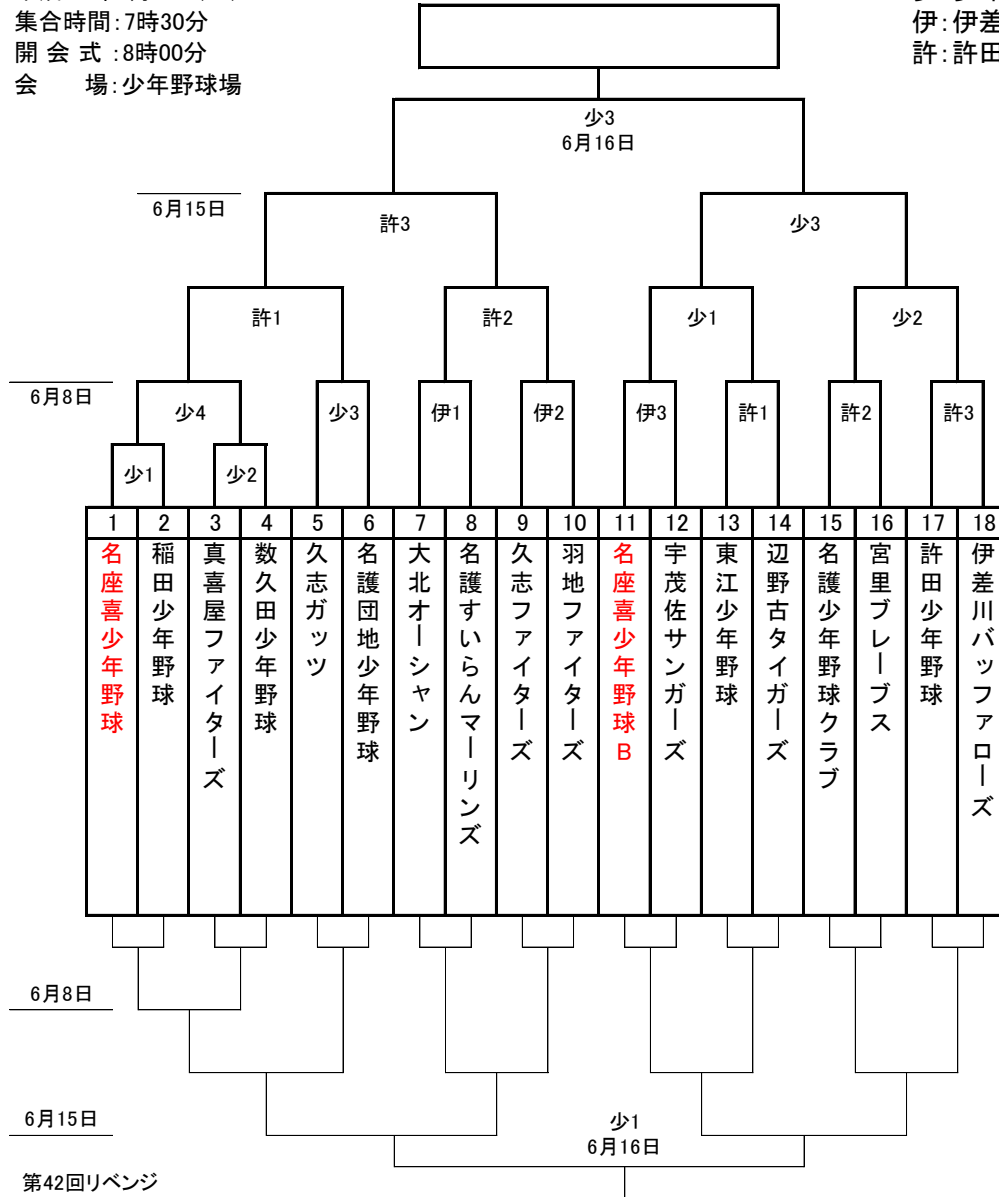 集合時間：7時30分
開 会 式 ：8時00分
会　　場：少年野球場
伊：伊差
許：許田
少3
6月16日
6月15日
許3
少3
許1
許2
少1
少2
6月8日
少4
少3
伊1
伊2
伊3
許1
許2
許3
少1
少2
1 2 3 4 5 6 7 8 9 10 11 12 13 14 15 16 17 18
名座喜少年野球
稲田少年野球
真喜屋ファイターズ
数久田少年野球
久志ガッツ
名護団地少年野球
大北オーシャン
名護すいらんマーリンズ
久志ファイターズ
羽地ファイターズ
名座喜少年野球B
宇茂佐サンガーズ
東江少年野球
辺野古タイガーズ
名護少年野球クラブ
宮里ブレーブス
許田少年野球
伊差川バッファローズ
6月8日
6月15日
少1
6月16日
第42回リベンジ